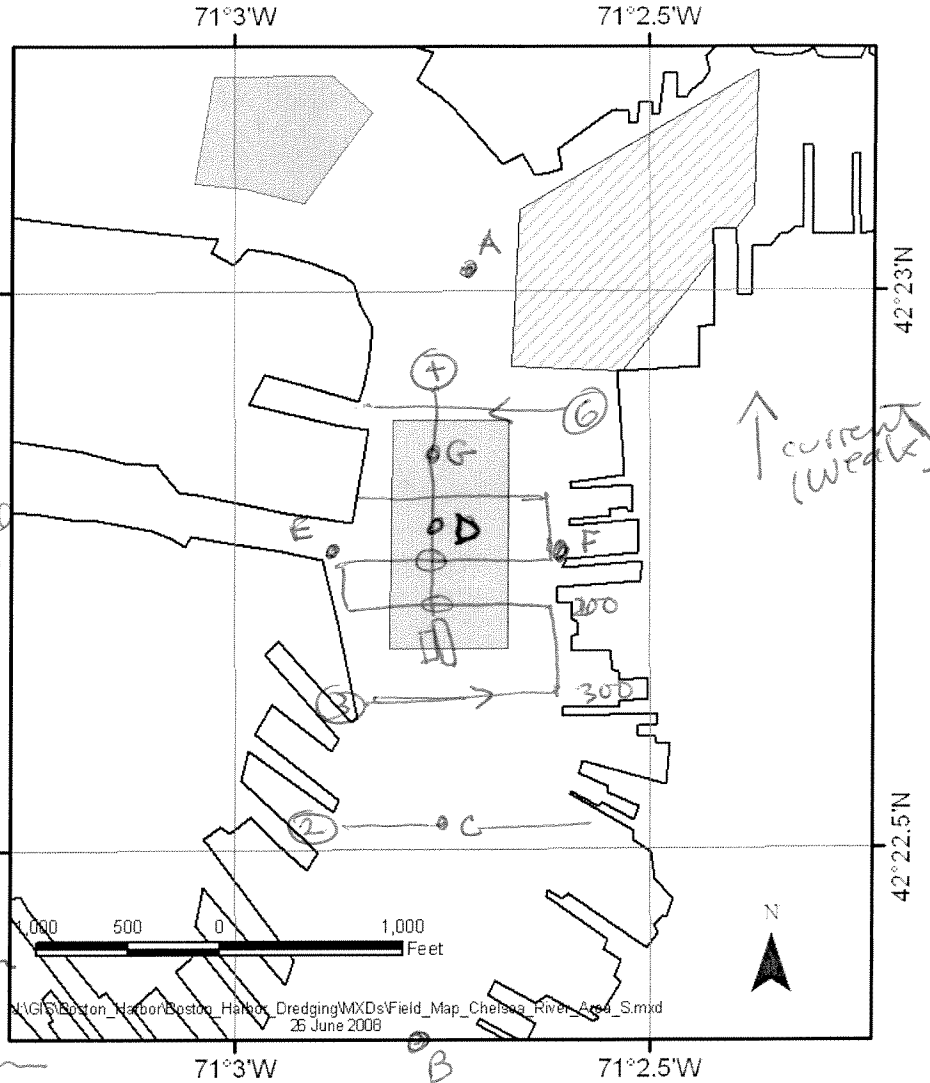 71°3'W 71°2.5'W
A
42°23'N
+
6
G
current
(Weak)
E D F
200
3 300
2 C
42°22.5'N
1,000 500 0 1,000
Feet
N
J:\GIS\Boston_Harbor\Boston_Harbor_Dredging\MXDs\Field_Map_Chelsea_River_Area_S.mxd
26 June 2008
71°3'W 71°2.5'W
B